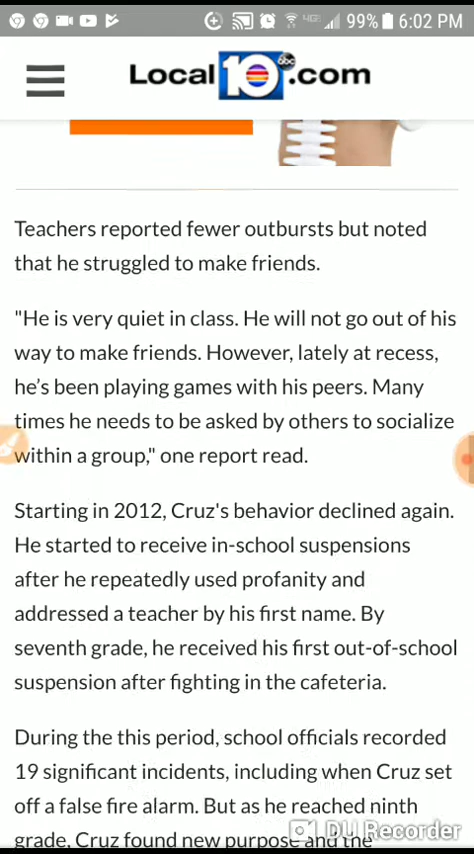 4G 99% 6:02 PM
Local 10 abc .com
Teachers reported fewer outbursts but noted
that he struggled to make friends.
"He is very quiet in class. He will not go out of his
way to make friends. However, lately at recess,
he's been playing games with his peers. Many
times he needs to be asked by others to socialize
within a group," one report read.
Starting in 2012, Cruz's behavior declined again.
He started to receive in-school suspensions
after he repeatedly used profanity and
addressed a teacher by his first name. By
seventh grade, he received his first out-of-school
suspension after fighting in the cafeteria.
During the this period, school officials recorded
19 significant incidents, including when Cruz set
off a false fire alarm. But as he reached ninth
grade, Cruz found new purpose and the
DU Recorder